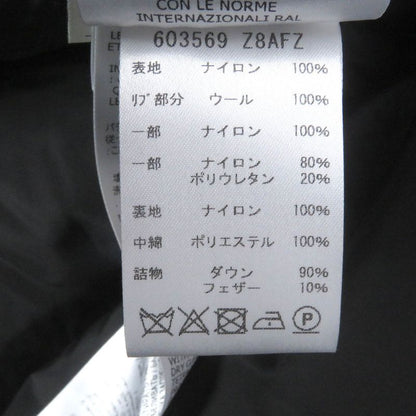 CON LE NORME
INTERNAZIONALI RAL
603569 Z8AFZ
表地 ナイロン 100%
ﾘﾌﾞ部分 ウール 100%
一部 ナイロン 100%
一部 ナイロン 80%
ポリウレタン 20%
裏地 ナイロン 100%
中綿 ポリエステル 100%
詰物 ダウン 90%
フェザー 10%
P